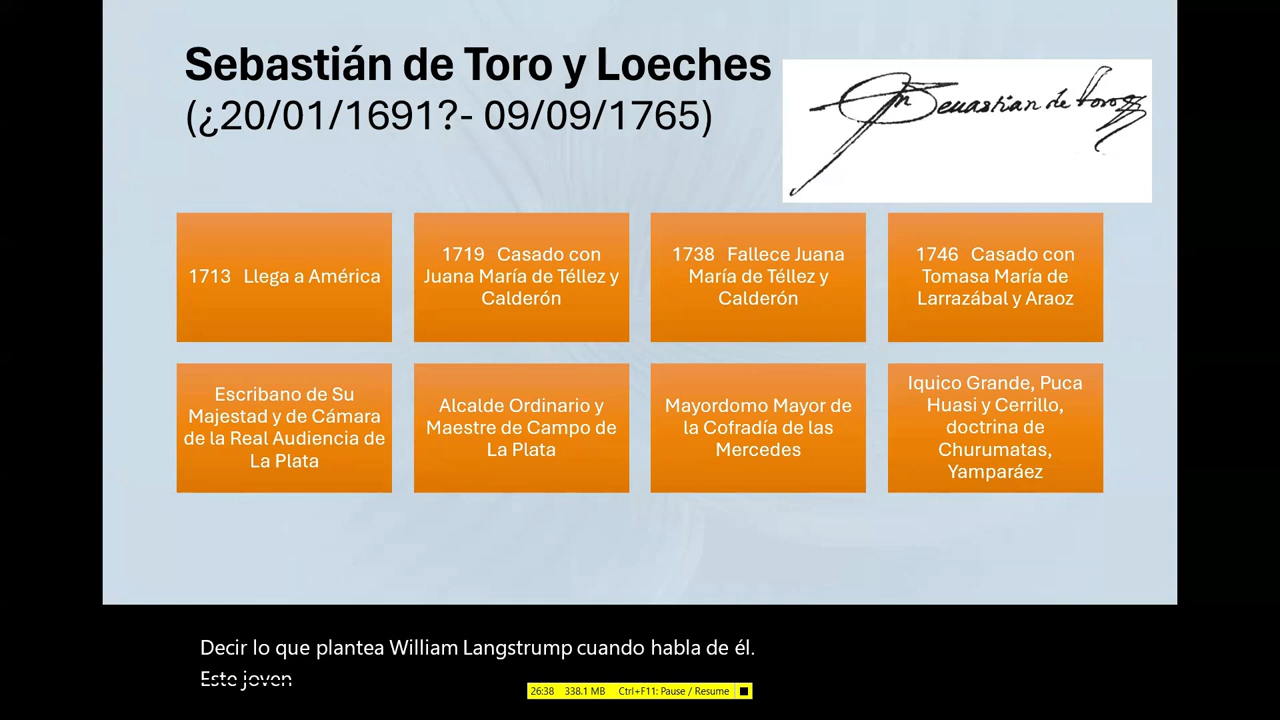 Sebastián de Toro y Loeches
(¿20/01/1691?- 09/09/1765)
Sebastian de Toro
1713 Llega a América
1719 Casado con
Juana María de Téllez y
Calderón
1738 Fallece Juana
María de Téllez y
Calderón
1746 Casado con
Tomasa María de
Larrazábal y Araoz
Escribano de Su
Majestad y de Cámara
de la Real Audiencia de
La Plata
Alcalde Ordinario y
Maestre de Campo de
La Plata
Mayordomo Mayor de
la Cofradía de las
Mercedes
Iquico Grande, Puca
Huasi y Cerrillo,
doctrina de
Churumatas,
Yamparáez
Decir lo que plantea William Langstrump cuando habla de él.
Este joven
26:38 338.1 MB Ctrl+F11: Pause / Resume